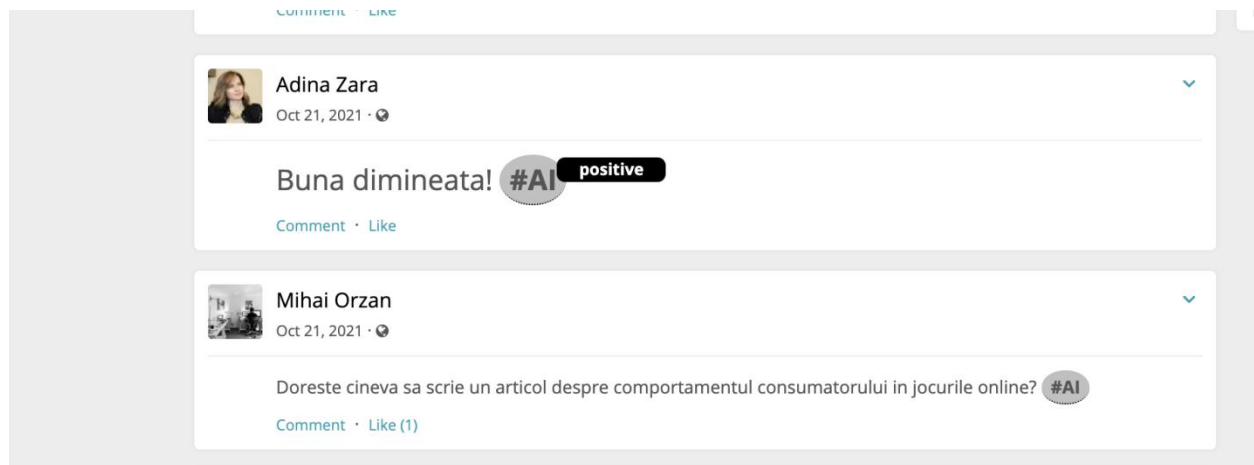 Comment · Like
Adina Zara
Oct 21, 2021 ·
Buna dimineata! #AI positive
Comment · Like
Mihai Orzan
Oct 21, 2021 ·
Doreste cineva sa scrie un articol despre comportamentul consumatorului in jocurile online? #AI
Comment · Like (1)